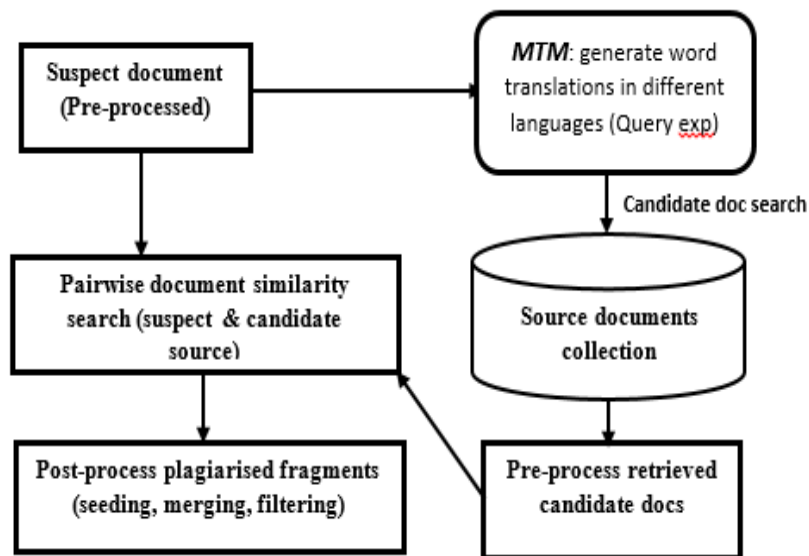 Suspect document
(Pre-processed)
MTM: generate word
translations in different
languages (Query exp)
Candidate doc search
Pairwise document similarity
search (suspect & candidate
source)
Source documents
collection
Post-process plagiarised fragments
(seeding, merging, filtering)
Pre-process retrieved
candidate docs